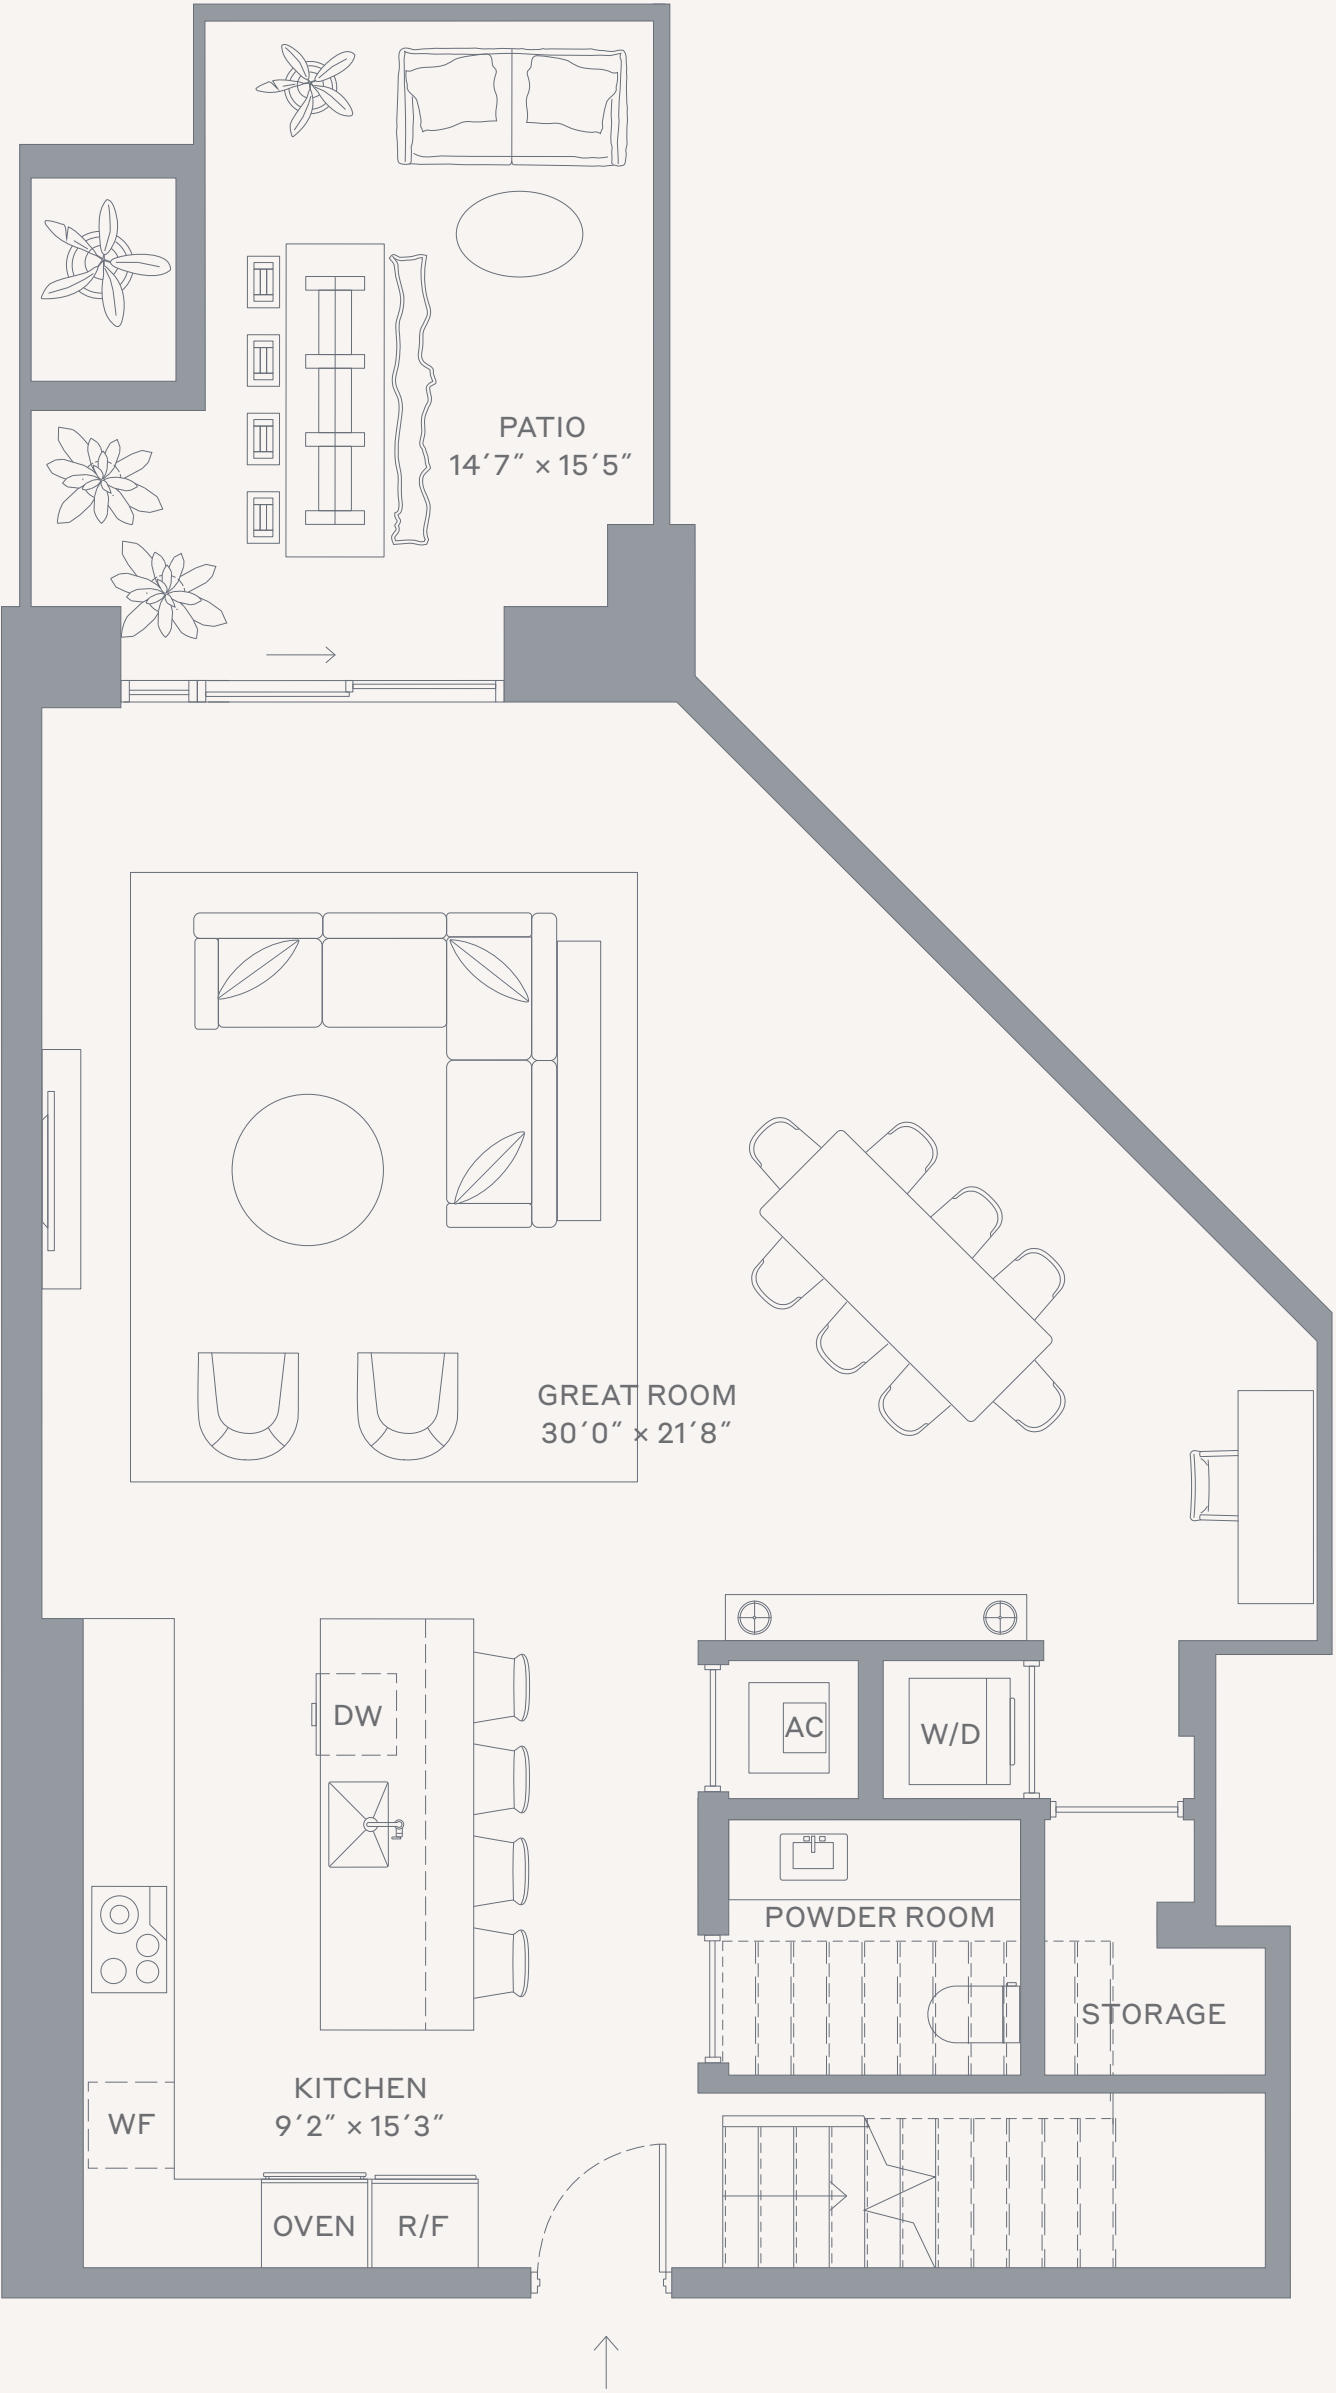 PATIO
14′7″ × 15′5″
GREAT ROOM
30′0″ × 21′8″
DW
AC
W/D
POWDER ROOM
STORAGE
KITCHEN
9′2″ × 15′3″
WF
OVEN
R/F